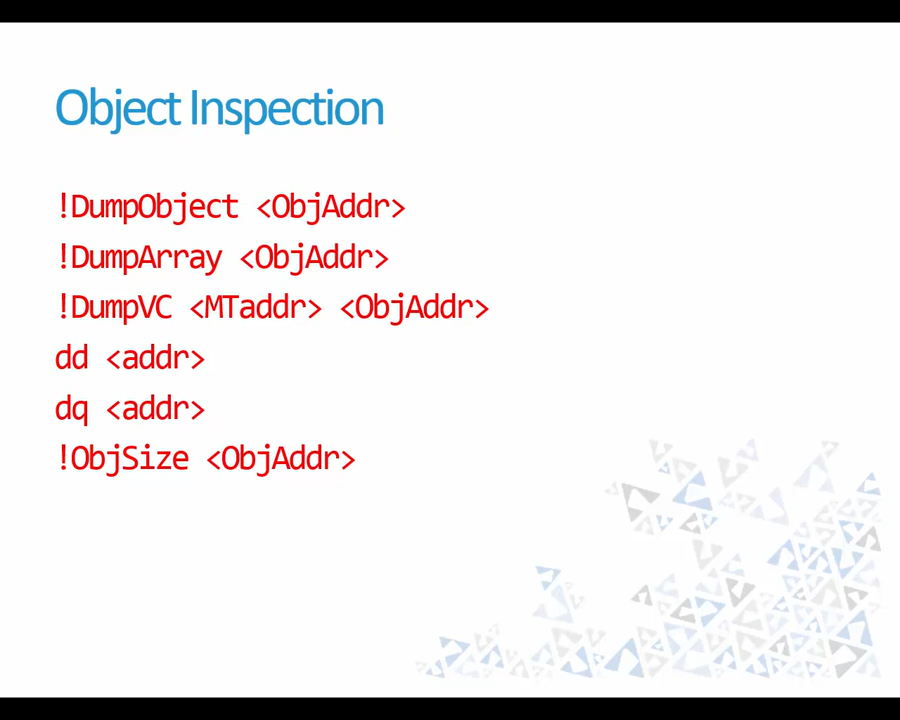 Object Inspection
!DumpObject <ObjAddr>
!DumpArray <ObjAddr>
!DumpVC <MTaddr> <ObjAddr>
dd <addr>
dq <addr>
!ObjSize <ObjAddr>